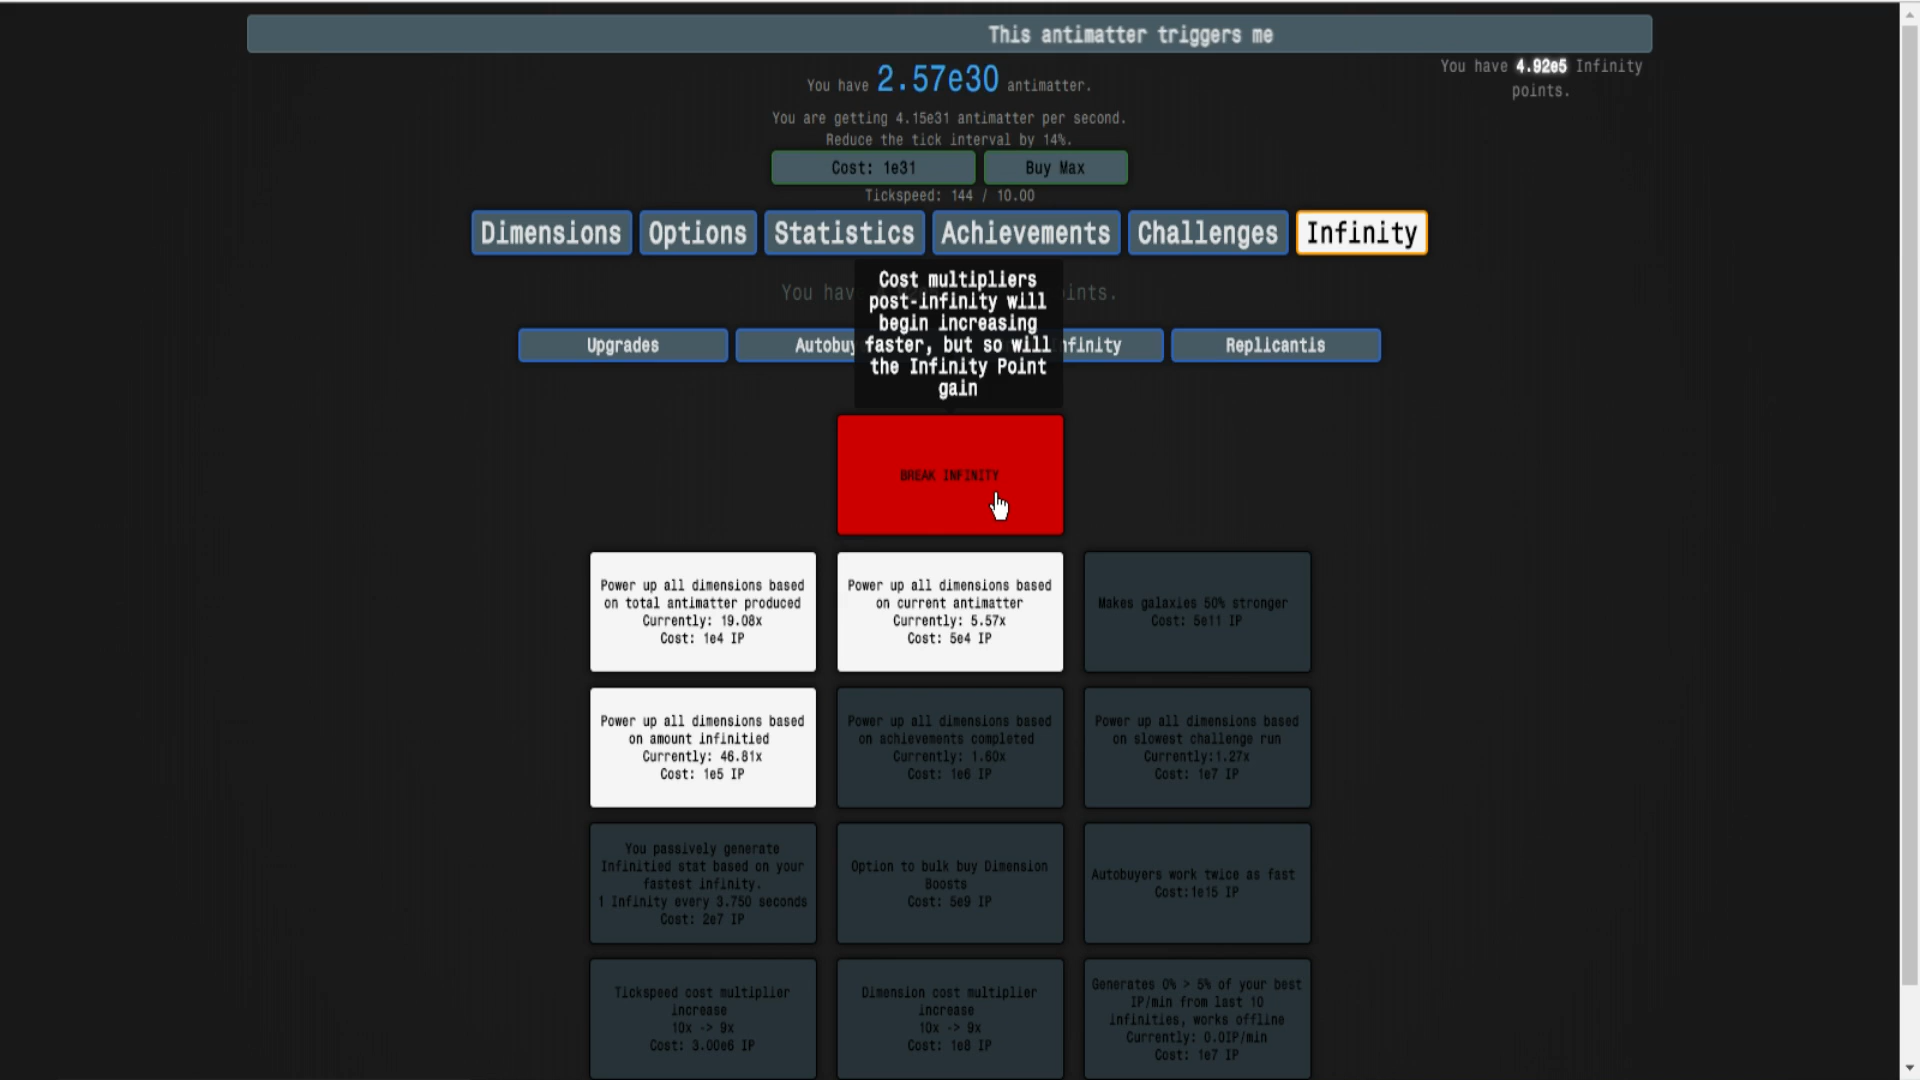 This antimatter triggers me
You have 2.57e30 antimatter.
You have 4.92e5 Infinity
points.
You are getting 4.15e31 antimatter per second.
Reduce the tick interval by 14%.
Cost: 1e31
Buy Max
Tickspeed: 144 / 10.00
Dimensions
Options
Statistics
Achievements
Challenges
Infinity
You hav
ints.
Cost multipliers
post-infinity will
begin increasing
faster, but so will
the Infinity Point
gain
Upgrades
Autobuy
nfinity
Replicantis
BREAK INFINITY
Power up all dimensions based
on total antimatter produced
Currently: 19.08x
Cost: 1e4 IP
Power up all dimensions based
on current antimatter
Currently: 5.57x
Cost: 5e4 IP
Makes galaxies 50% stronger
Cost: 5e11 IP
Power up all dimensions based
on amount infinitied
Currently: 46.81x
Cost: 1e5 IP
Power up all dimensions based
on achievements completed
Currently: 1.60x
Cost: 1e6 IP
Power up all dimensions based
on slowest challenge run
Currently:1.27x
Cost: 1e7 IP
You passively generate
Infinitied stat based on your
fastest infinity.
1 Infinity every 3.750 seconds
Cost: 2e7 IP
Option to bulk buy Dimension
Boosts
Cost: 5e9 IP
Autobuyers work twice as fast
Cost:1e15 IP
Tickspeed cost multiplier
increase
10x -> 9x
Cost: 3.00e6 IP
Dimension cost multiplier
increase
10x -> 9x
Cost: 1e8 IP
Generates 0% > 5% of your best
IP/min from last 10
infinities, works offline
Currently: 0.0IP/min
Cost: 1e7 IP